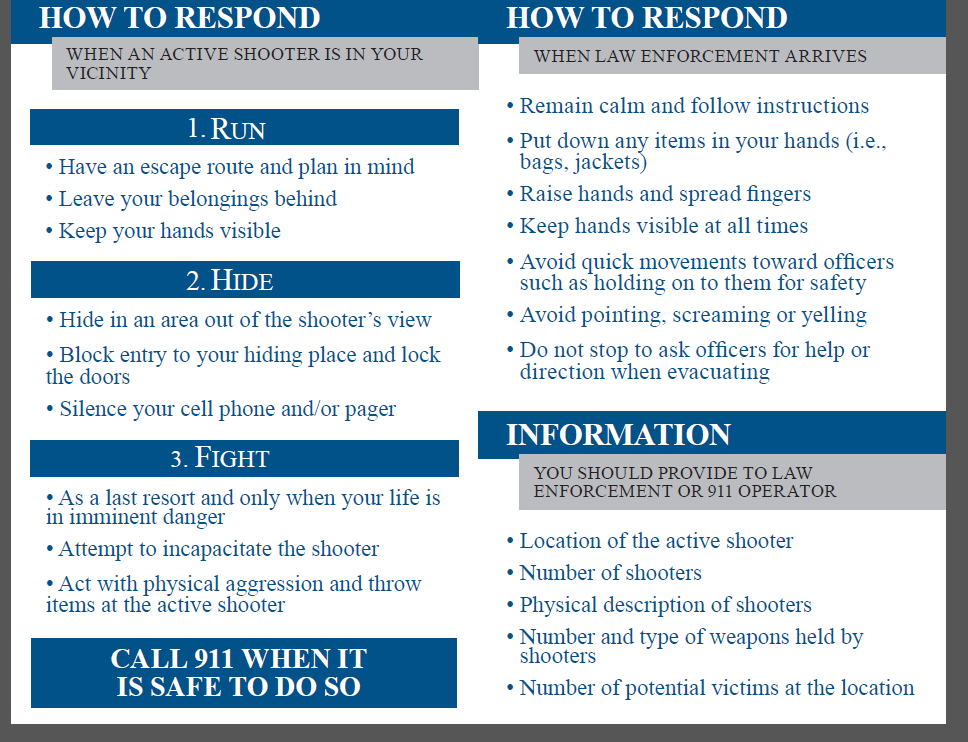 HOW TO RESPOND
WHEN AN ACTIVE SHOOTER IS IN YOUR
VICINITY
1. RUN
• Have an escape route and plan in mind
• Leave your belongings behind
• Keep your hands visible
2. HIDE
• Hide in an area out of the shooter’s view
• Block entry to your hiding place and lock
the doors
• Silence your cell phone and/or pager
3. FIGHT
• As a last resort and only when your life is
in imminent danger
• Attempt to incapacitate the shooter
• Act with physical aggression and throw
items at the active shooter
CALL 911 WHEN IT
IS SAFE TO DO SO
HOW TO RESPOND
WHEN LAW ENFORCEMENT ARRIVES
• Remain calm and follow instructions
• Put down any items in your hands (i.e.,
bags, jackets)
• Raise hands and spread fingers
• Keep hands visible at all times
• Avoid quick movements toward officers
such as holding on to them for safety
• Avoid pointing, screaming or yelling
• Do not stop to ask officers for help or
direction when evacuating
INFORMATION
YOU SHOULD PROVIDE TO LAW
ENFORCEMENT OR 911 OPERATOR
• Location of the active shooter
• Number of shooters
• Physical description of shooters
• Number and type of weapons held by
shooters
• Number of potential victims at the location